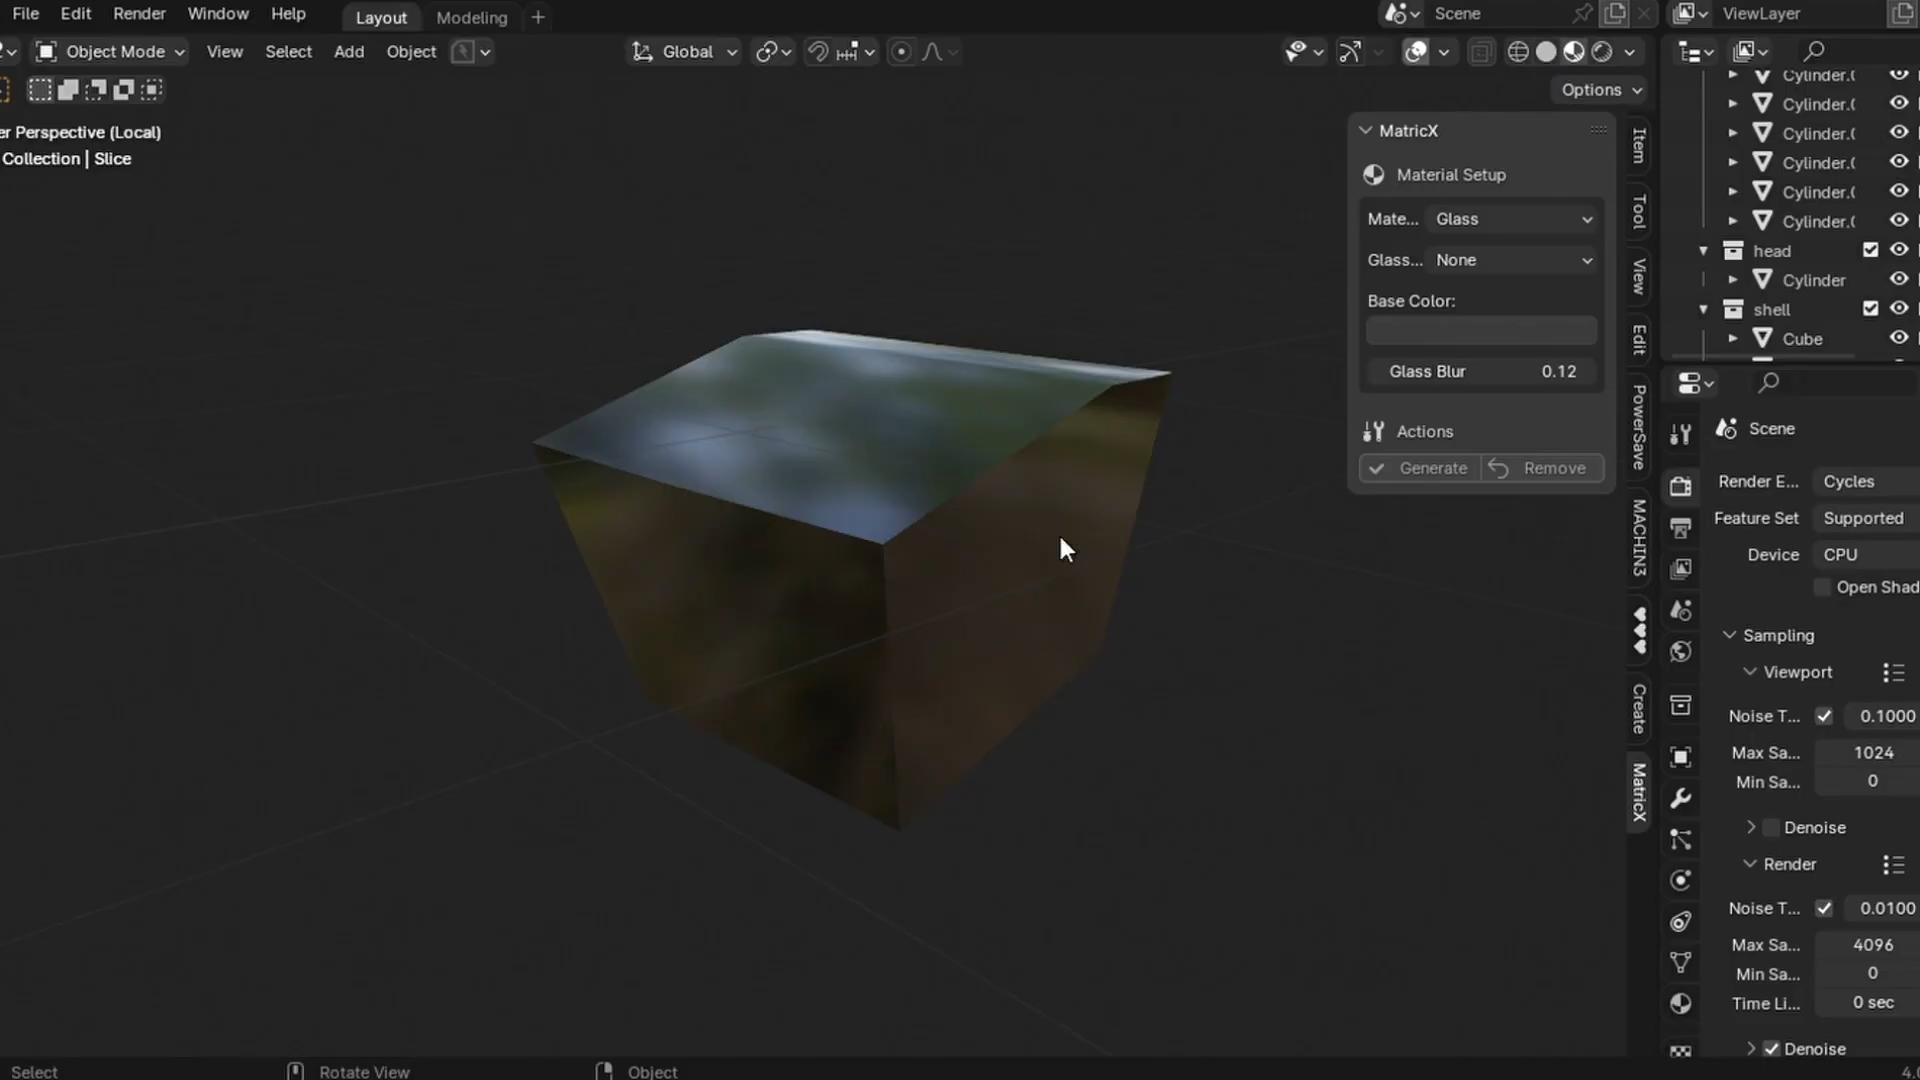 File Edit Render Window Help Layout Modeling + Scene ViewLayer
Object Mode View Select Add Object Global
Options
er Perspective (Local)
Collection | Slice
MatricX
Material Setup
Mate... Glass
Glass... None
Base Color:
Glass Blur 0.12
Actions
Generate Remove
Item
Tool
View
Edit
PowerSave
MACHIN3
♥♥♥
Create
MatricX
Cylinder.(
Cylinder.(
Cylinder.(
Cylinder.(
Cylinder.(
Cylinder.(
head
Cylinder
shell
Cube
Scene
Render E... Cycles
Feature Set Supported
Device CPU
Open Shad
Sampling
Viewport
Noise T... 0.1000
Max Sa... 1024
Min Sa... 0
Denoise
Render
Noise T... 0.0100
Max Sa... 4096
Min Sa... 0
Time Li... 0 sec
Denoise
Select Rotate View Object 4.